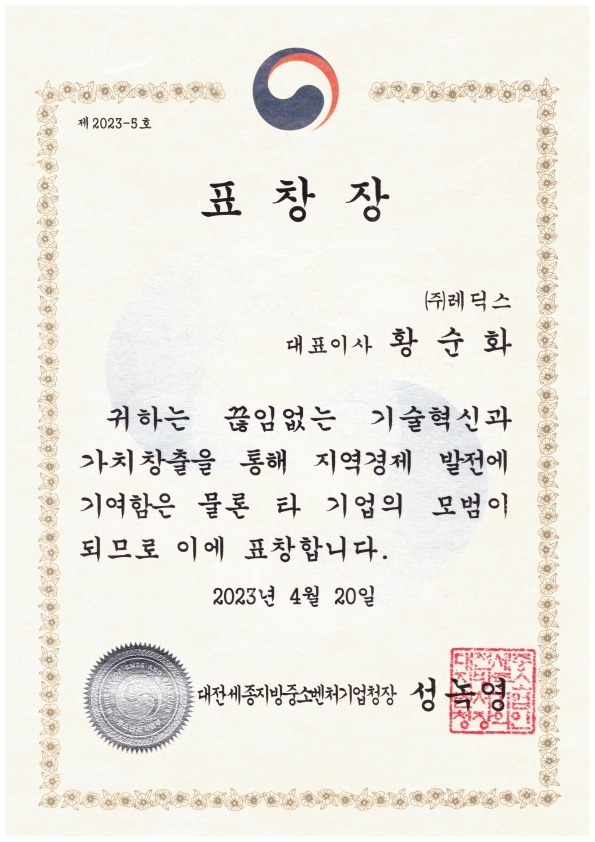 제 2023-5 호
표 창 장
㈜레딕스
대표이사 황 순 화
귀하는 끊임없는 기술혁신과
가치창출을 통해 지역경제 발전에
기여함은 물론 타 기업의 모범이
되므로 이에 표창합니다.
2023년 4월 20일
대전세종지방중소벤처기업청장 성 녹 영